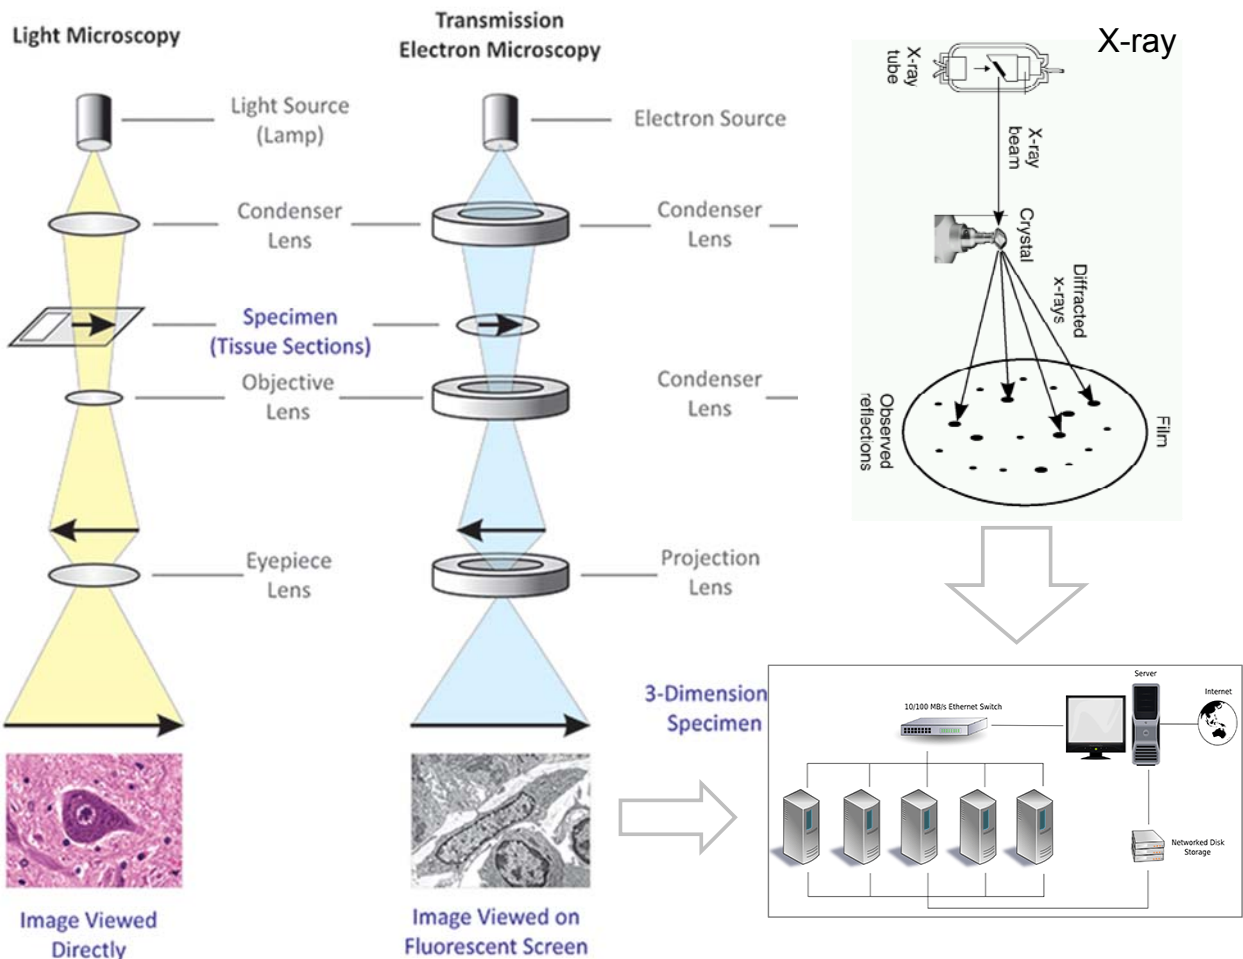 Light Microscopy
Transmission
Electron Microscopy
X-ray
Light Source
(Lamp)
Electron Source
Condenser
Lens
Condenser
Lens
Specimen
(Tissue Sections)
Objective
Lens
Condenser
Lens
Eyepiece
Lens
Projection
Lens
3-Dimension
Specimen
Image Viewed
Directly
Image Viewed on
Fluorescent Screen
X-ray
tube
X-ray
beam
Crystal
Diffracted
x-rays
Observed
reflections
Film
Server
Internet
10/100 MB/s Ethernet Switch
Networked Disk
Storage